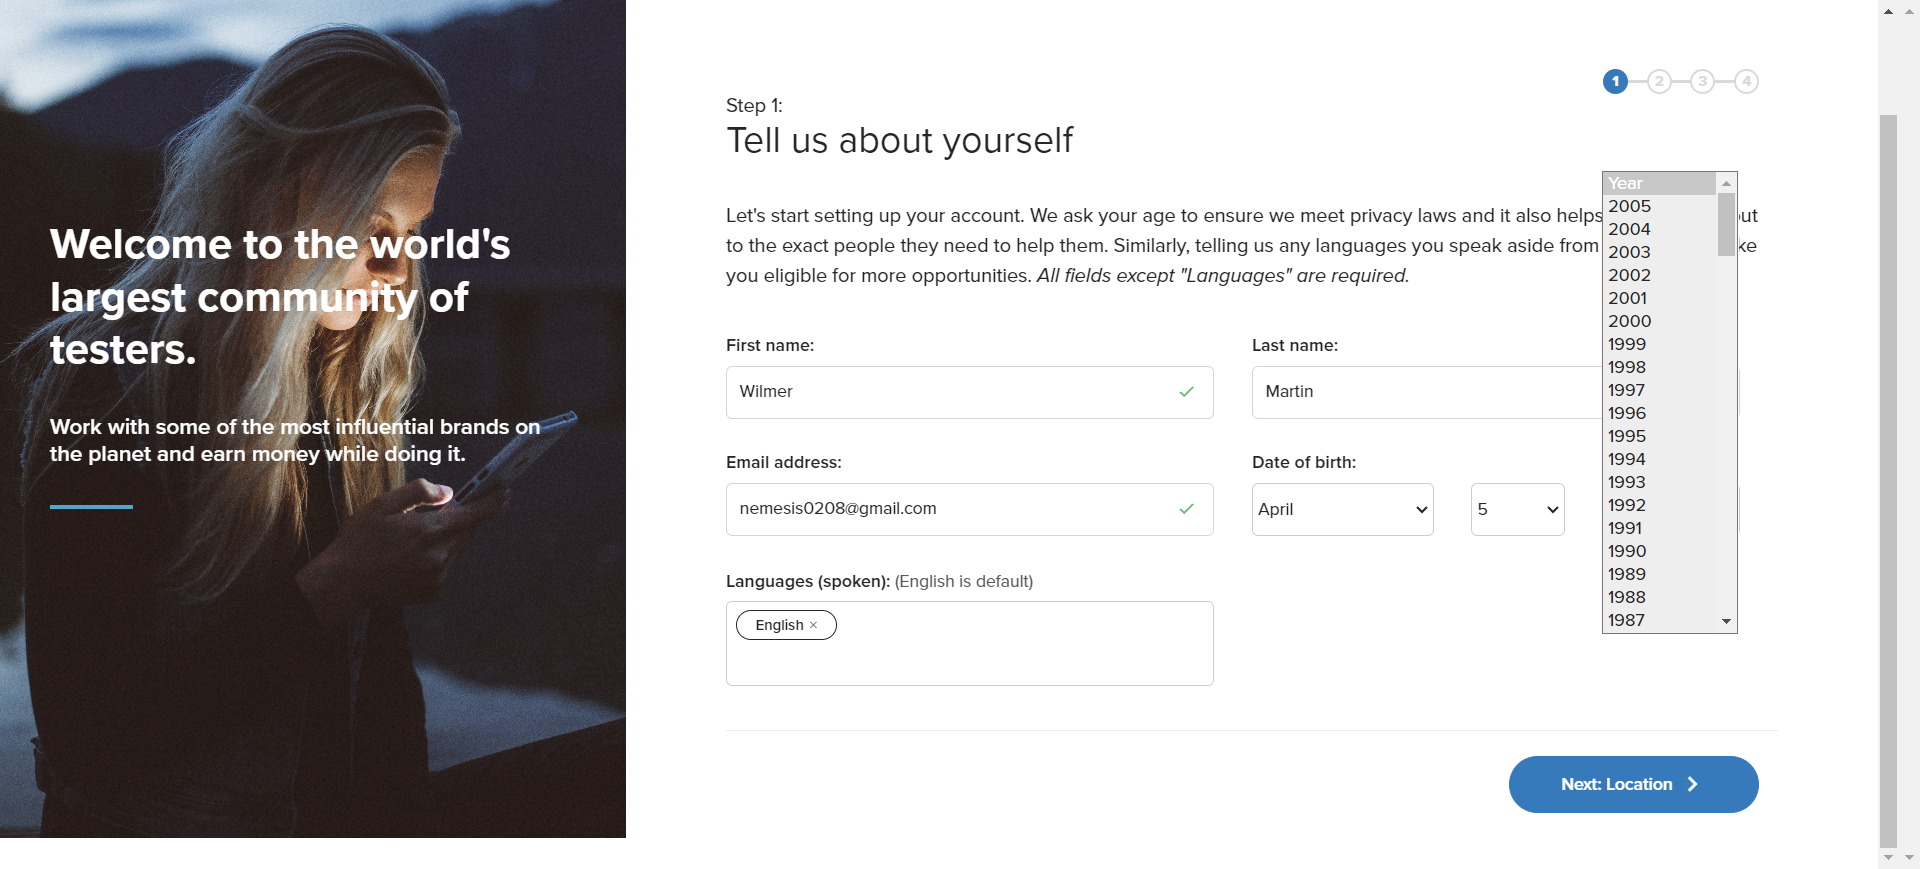 Welcome to the world's
largest community of
testers.
Work with some of the most influential brands on
the planet and earn money while doing it.
1 2 3 4
Step 1:
Tell us about yourself
Let's start setting up your account. We ask your age to ensure we meet privacy laws and it also helps
to the exact people they need to help them. Similarly, telling us any languages you speak aside from
you eligible for more opportunities. All fields except "Languages" are required.
First name:
Wilmer
Last name:
Martin
Email address:
nemesis0208@gmail.com
Date of birth:
April
5
Year
2005
2004
2003
2002
2001
2000
1999
1998
1997
1996
1995
1994
1993
1992
1991
1990
1989
1988
1987
Languages (spoken): (English is default)
English ×
Next: Location